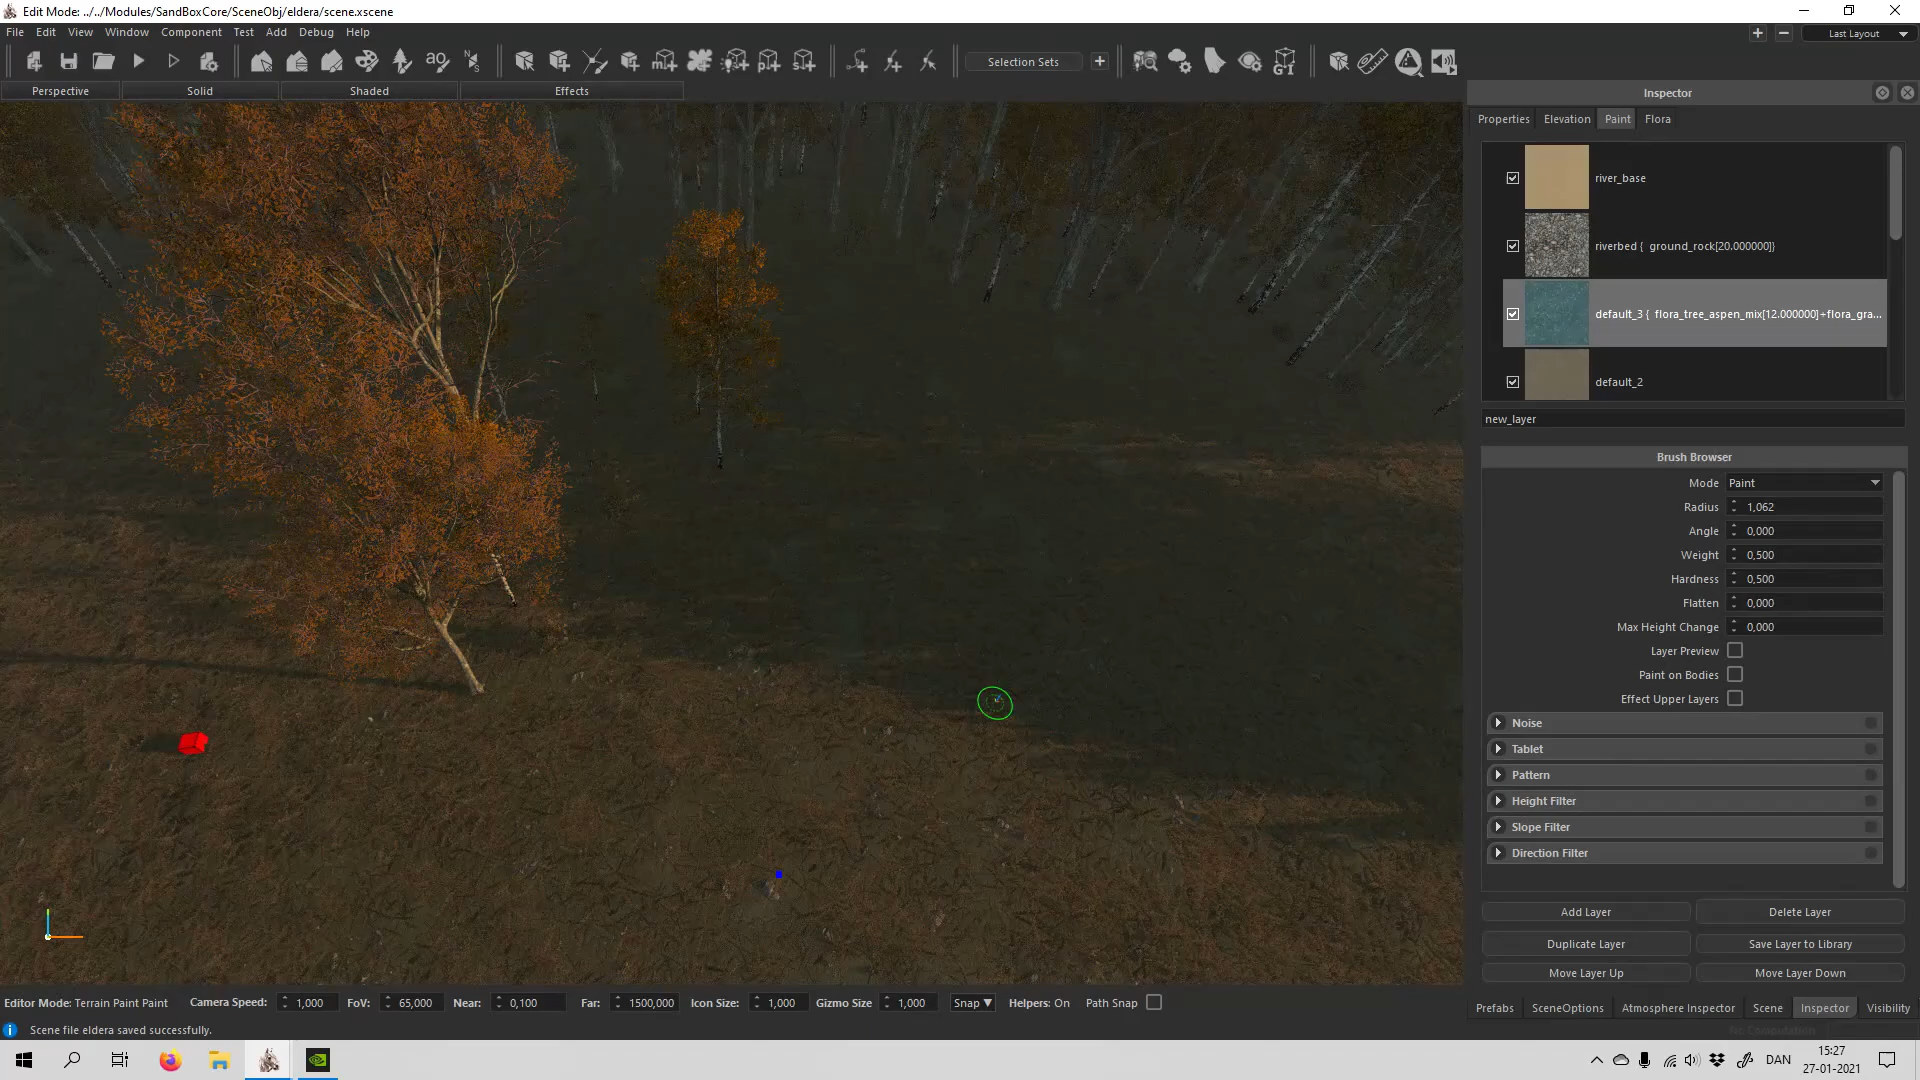 Edit Mode: ../../Modules/SandBoxCore/SceneObj/eldera/scene.xscene
File Edit View Window Component Test Add Debug Help
Last Layout
ao
Selection Sets
GI
Perspective Solid Shaded Effects
Inspector
Properties Elevation Paint Flora
river_base
riverbed { ground_rock[20.000000]}
default_3 { flora_tree_aspen_mix[12.000000]+flora_gra...
default_2
new_layer
Brush Browser
Mode Paint
Radius 1,062
Angle 0,000
Weight 0,500
Hardness 0,500
Flatten 0,000
Max Height Change 0,000
Layer Preview
Paint on Bodies
Effect Upper Layers
Noise
Tablet
Pattern
Height Filter
Slope Filter
Direction Filter
Add Layer Delete Layer
Duplicate Layer Save Layer to Library
Move Layer Up Move Layer Down
Editor Mode: Terrain Paint Paint Camera Speed: 1,000 FoV: 65,000 Near: 0,100 Far: 1500,000 Icon Size: 1,000 Gizmo Size 1,000 Snap ▼ Helpers: On Path Snap
Prefabs SceneOptions Atmosphere Inspector Scene Inspector Visibility
Scene file eldera saved successfully.
No Computation
DAN
15:27
27-01-2021